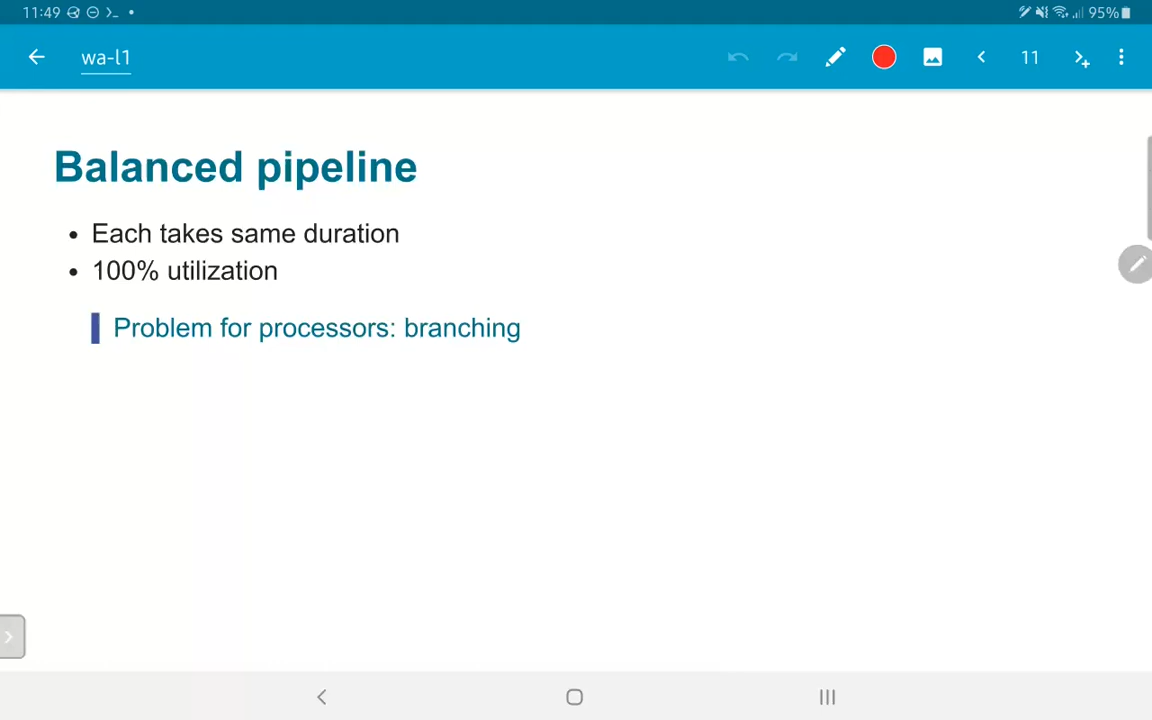 11:49 95%
wa-l1 11
Balanced pipeline
• Each takes same duration
• 100% utilization
Problem for processors: branching